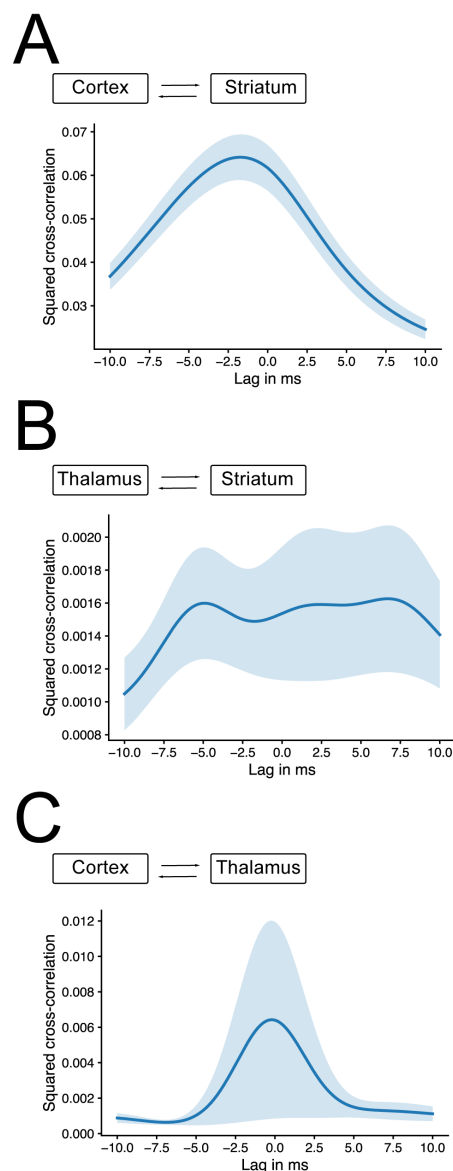 A
Cortex Striatum
Squared cross-correlation
0.07
0.06
0.05
0.04
0.03
−10.0 −7.5 −5.0 −2.5 0.0 2.5 5.0 7.5 10.0
Lag in ms
B
Thalamus Striatum
Squared cross-correlation
0.0020
0.0018
0.0016
0.0014
0.0012
0.0010
0.0008
−10.0 −7.5 −5.0 −2.5 0.0 2.5 5.0 7.5 10.0
Lag in ms
C
Cortex Thalamus
Squared cross-correlation
0.012
0.010
0.008
0.006
0.004
0.002
0.000
−10.0 −7.5 −5.0 −2.5 0.0 2.5 5.0 7.5 10.0
Lag in ms